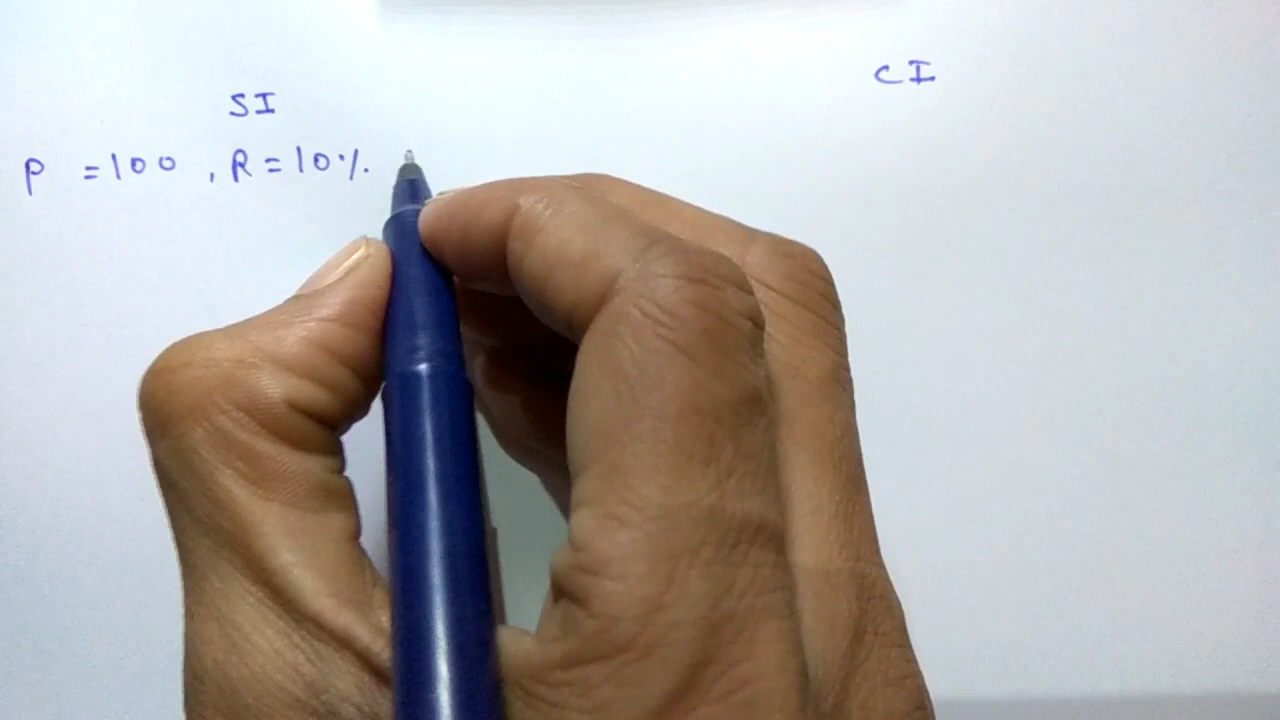 CI
SI
P = 100 , R = 10%.